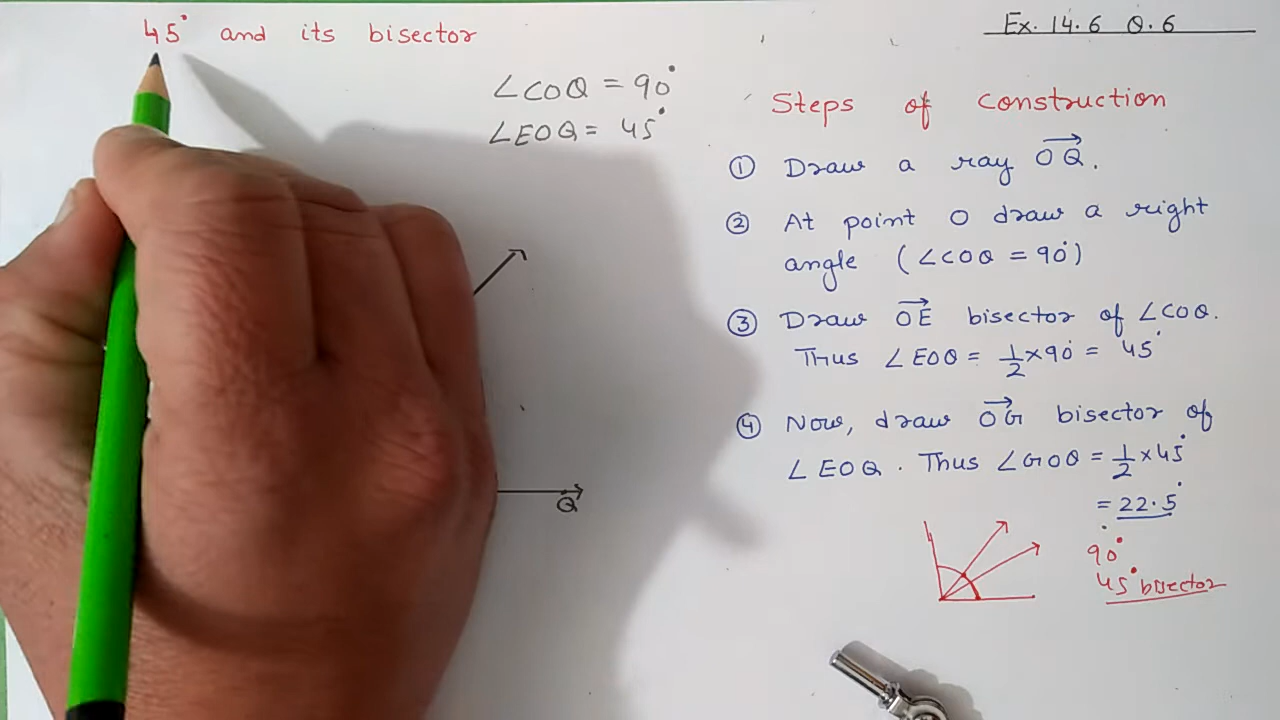 45° and its bisector
∠COQ = 90°
∠EOQ = 45°
Q
Ex. 14.6 Q.6
Steps of construction
① Draw a ray OQ.
② At point O draw a right
angle (∠COQ = 90°)
③ Draw OE bisector of ∠COQ.
Thus ∠EOQ = 1/2 × 90° = 45°
④ Now, draw OG bisector of
∠EOQ. Thus ∠GOQ = 1/2 × 45°
= 22.5°
90°
45° bisector